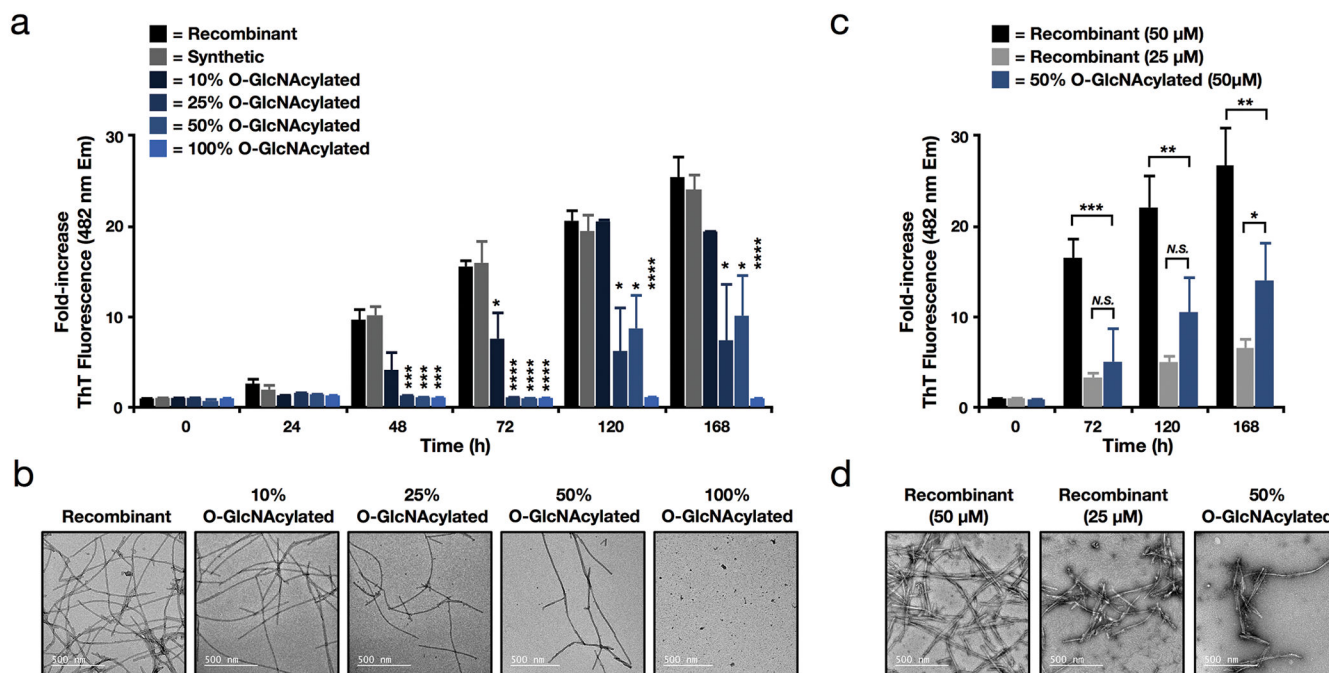 a
= Recombinant
= Synthetic
= 10% O-GlcNAcylated
= 25% O-GlcNAcylated
= 50% O-GlcNAcylated
= 100% O-GlcNAcylated
Fold-increase
ThT Fluorescence (482 nm Em)
30
20
10
0
*** *** ***
* **** **** ****
* * ****
* * ****
0 24 48 72 120 168
Time (h)
c
= Recombinant (50 µM)
= Recombinant (25 µM)
= 50% O-GlcNAcylated (50µM)
Fold-increase
ThT Fluorescence (482 nm Em)
30
20
10
0
***
N.S.
**
N.S.
**
*
0 72 120 168
Time (h)
b
Recombinant
10%
O-GlcNAcylated
25%
O-GlcNAcylated
50%
O-GlcNAcylated
100%
O-GlcNAcylated
500 nm
500 nm
500 nm
500 nm
500 nm
d
Recombinant
(50 µM)
Recombinant
(25 µM)
50%
O-GlcNAcylated
500 nm
500 nm
500 nm